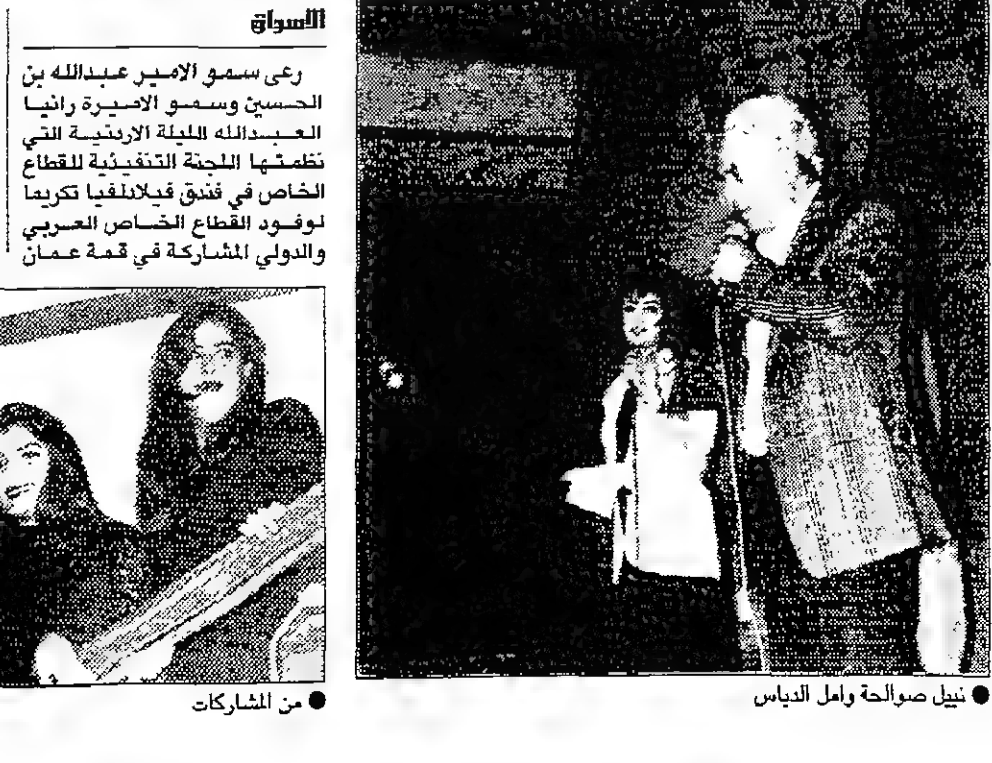 الأسواق
رعى سمو الامير عبدالله بن
الحسين وسمو الاميرة رانيا
العبدالله الليلة الاردنية التي
نظمتها اللجنة التنفيذية للقطاع
الخاص في فندق فيلادلفيا تكريما
لوفود القطاع الخاص العربي
والدولي المشاركة في قمة عمان
● من المشاركات
● نبيل صوالحة وامل الدباس